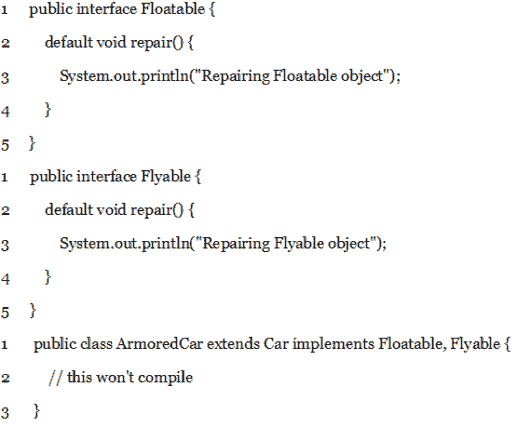 1 public interface Floatable {
2 default void repair() {
3 System.out.println("Repairing Floatable object");
4 }
5 }
1 public interface Flyable {
2 default void repair() {
3 System.out.println("Repairing Flyable object");
4 }
5 }
1 public class ArmoredCar extends Car implements Floatable, Flyable {
2 // this won't compile
3 }